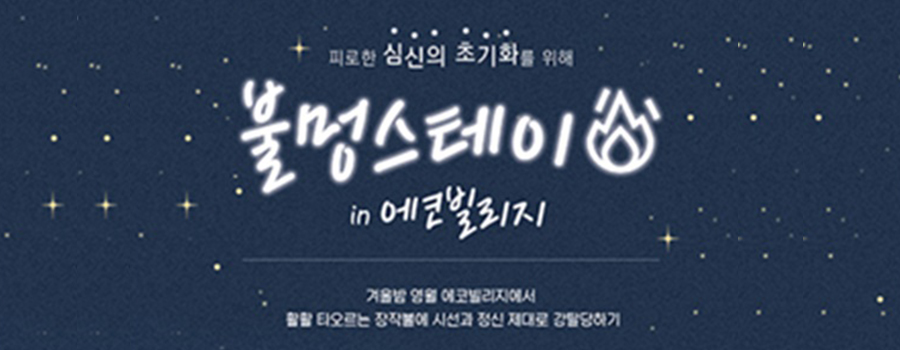 피로한 심신의 초기화를 위해
불멍스테이
in 에코빌리지
겨울밤 영월 에코빌리지에서
활활 타오르는 장작불에 시선과 정신 제대로 강탈당하기